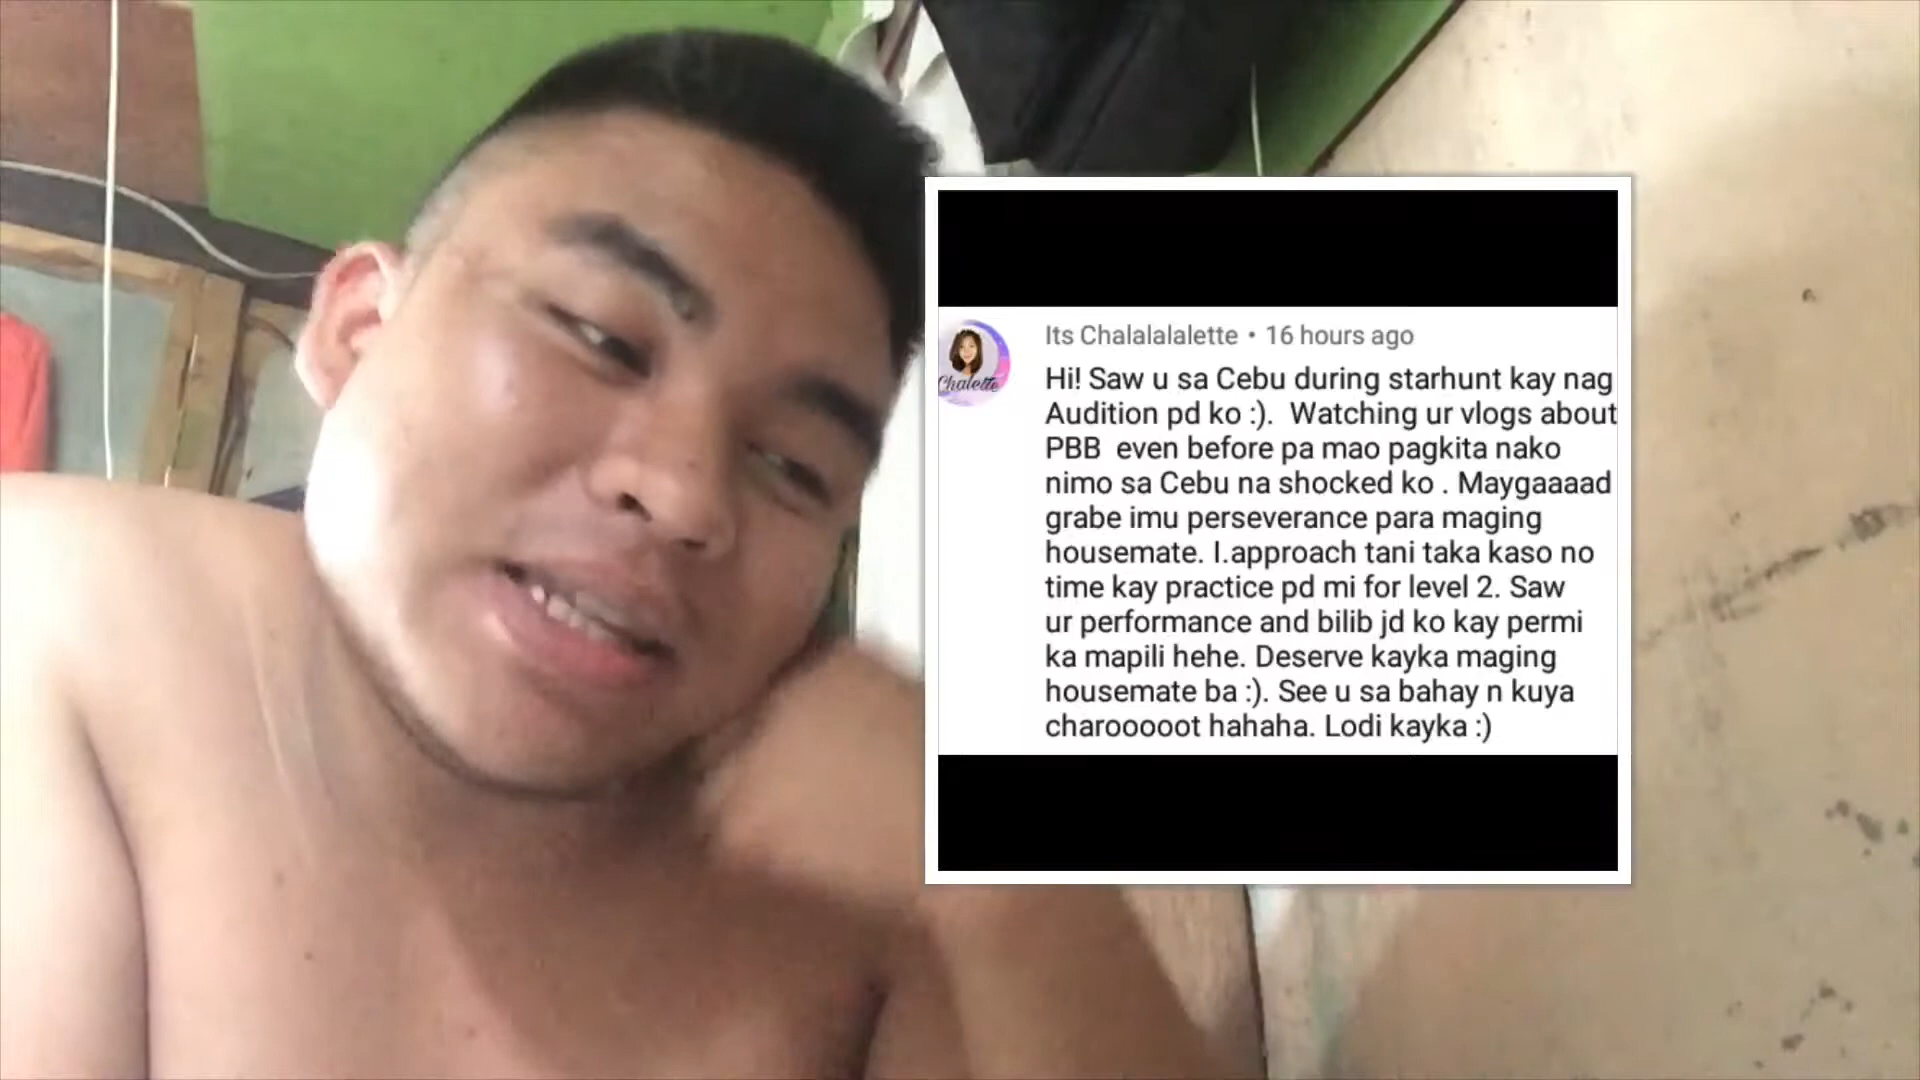 Its Chalalalalette • 16 hours ago
Chalette
Hi! Saw u sa Cebu during starhunt kay nag
Audition pd ko :).  Watching ur vlogs about
PBB  even before pa mao pagkita nako
nimo sa Cebu na shocked ko . Maygaaaad
grabe imu perseverance para maging
housemate. I.approach tani taka kaso no
time kay practice pd mi for level 2. Saw
ur performance and bilib jd ko kay permi
ka mapili hehe. Deserve kayka maging
housemate ba :). See u sa bahay n kuya
charooooot hahaha. Lodi kayka :)